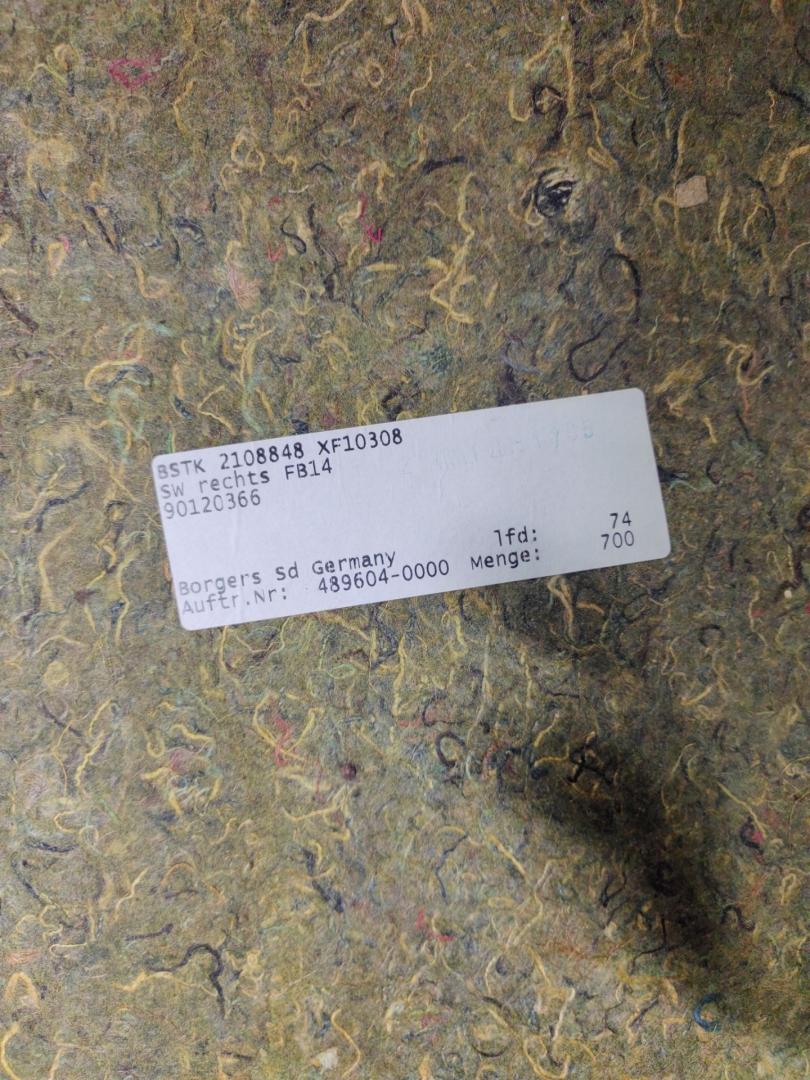 BSTK 2108848 XF10308
SW rechts FB14
90120366
lfd: 74
Borgers Sd Germany Menge: 700
Auftr.Nr: 489604-0000